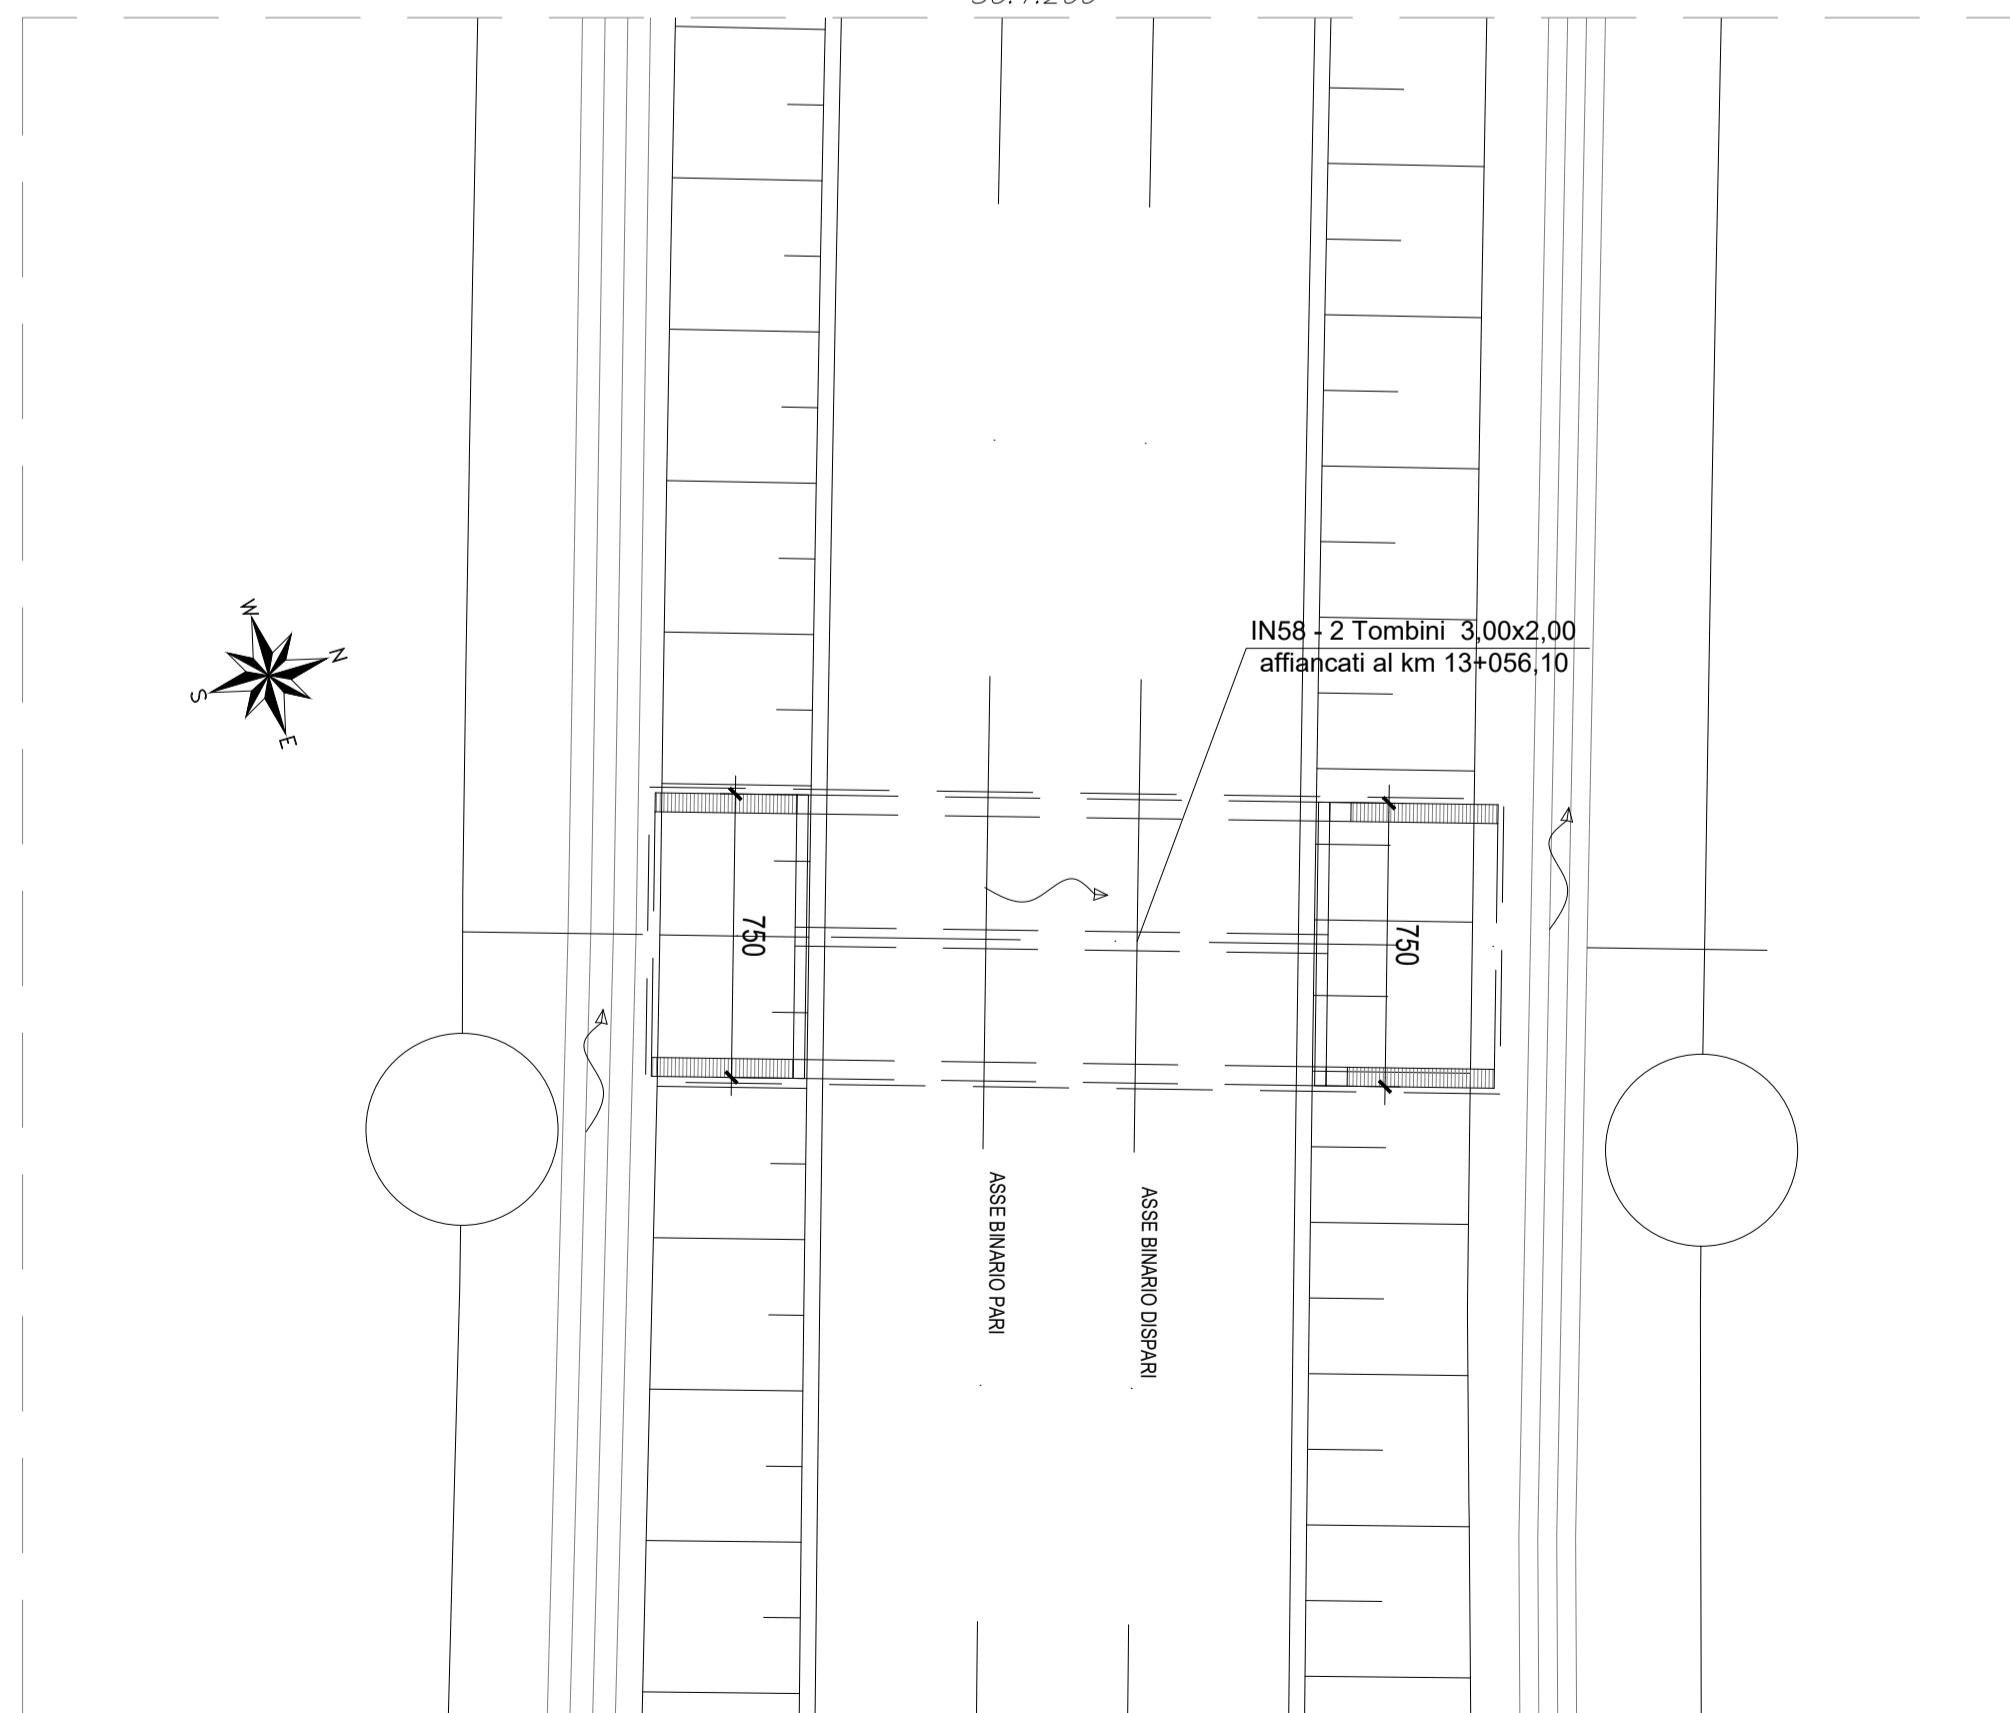 IN58 - 2 Tombini 3,00x2,00
affiancati al km 13+056,10
W
N
S
E
750
750
ASSE BINARIO PARI
ASSE BINARIO DISPARI